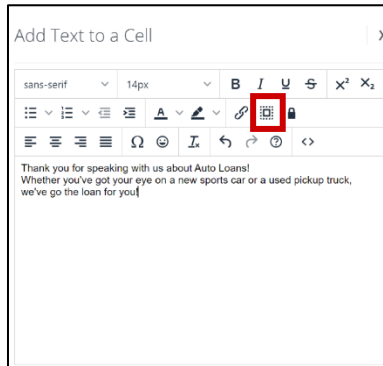 Add Text to a Cell
sans-serif 14px B I U S X² X₂
A
Ω Ix <>
Thank you for speaking with us about Auto Loans!
Whether you've got your eye on a new sports car or a used pickup truck,
we've go the loan for you!